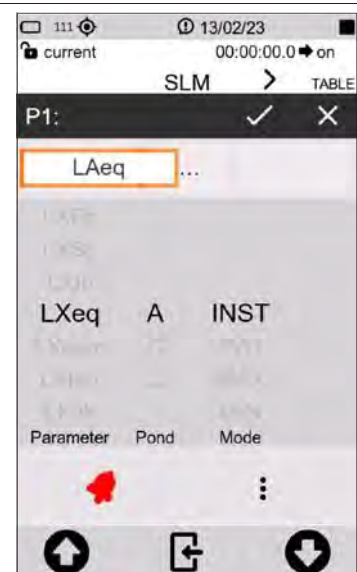 111 13/02/23
current 00:00:00.0 on
SLM > TABLE
P1:
LAeq ...
LXeq A INST
Parameter Pond Mode